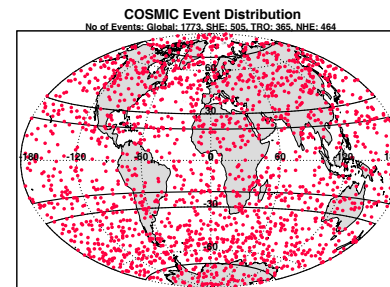 COSMIC Event Distribution
No of Events: Global: 1773, SHE: 505, TRO: 365, NHE: 464
60
30
-180 -120 -60 0 60 120
-30
-60